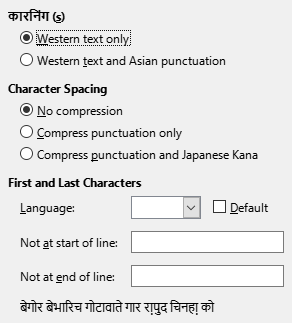 कारनिंग (s)
Western text only
Western text and Asian punctuation
Character Spacing
No compression
Compress punctuation only
Compress punctuation and Japanese Kana
First and Last Characters
Language:
Default
Not at start of line:
Not at end of line:
बेगोर बेभारिच गोटावाते गार रा़पुद चिनहा़ को